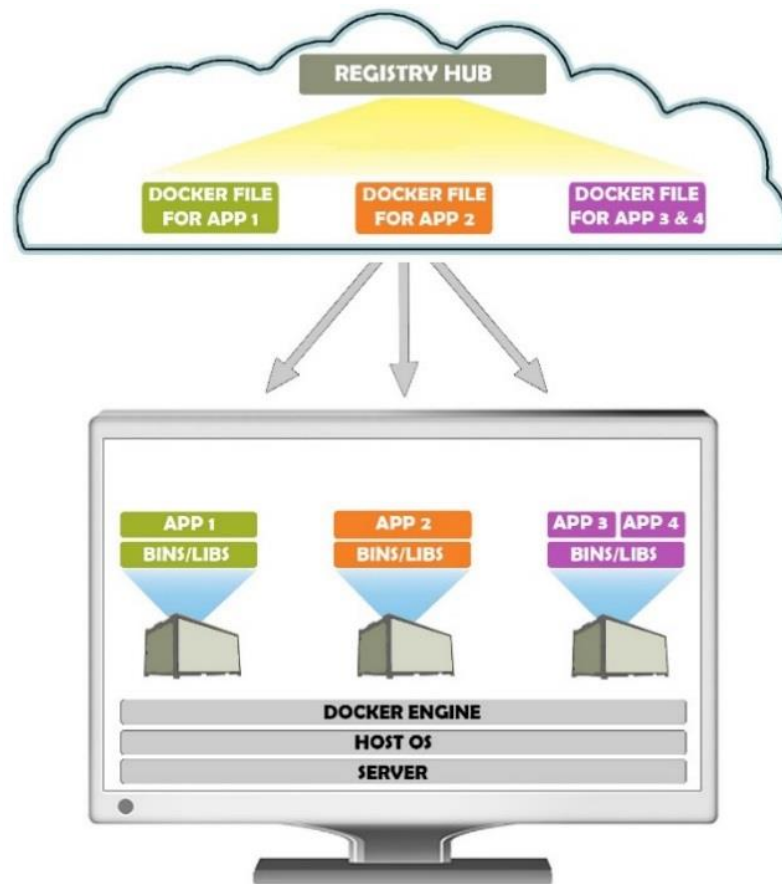 REGISTRY HUB
DOCKER FILE
FOR APP 1
DOCKER FILE
FOR APP 2
DOCKER FILE
FOR APP 3 & 4
APP 1
BINS/LIBS
APP 2
BINS/LIBS
APP 3
APP 4
BINS/LIBS
DOCKER ENGINE
HOST OS
SERVER